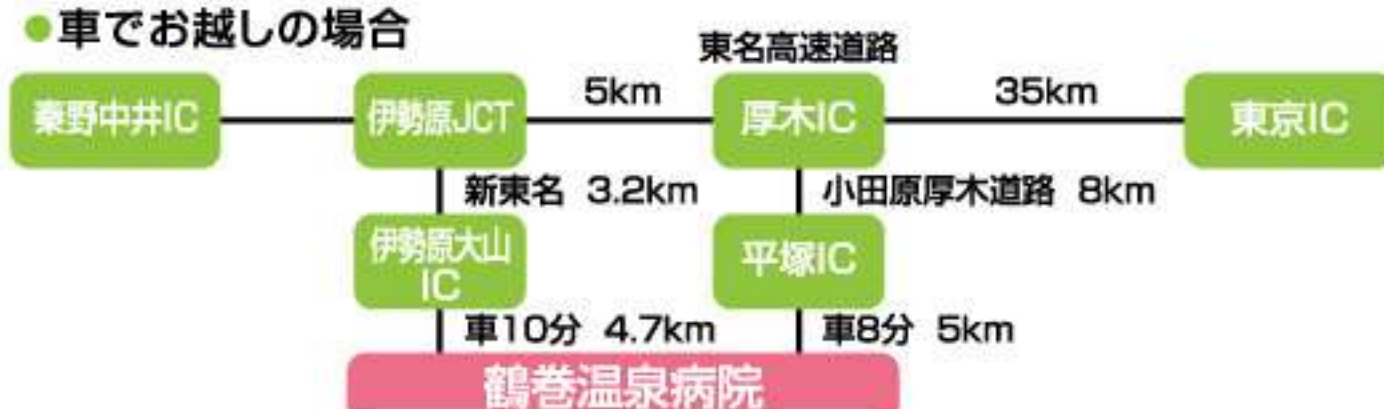 ●車でお越しの場合
東名高速道路
秦野中井IC
伊勢原JCT
5km
厚木IC
35km
東京IC
新東名 3.2km
小田原厚木道路 8km
伊勢原大山
IC
平塚IC
車10分 4.7km
車8分 5km
鶴巻温泉病院